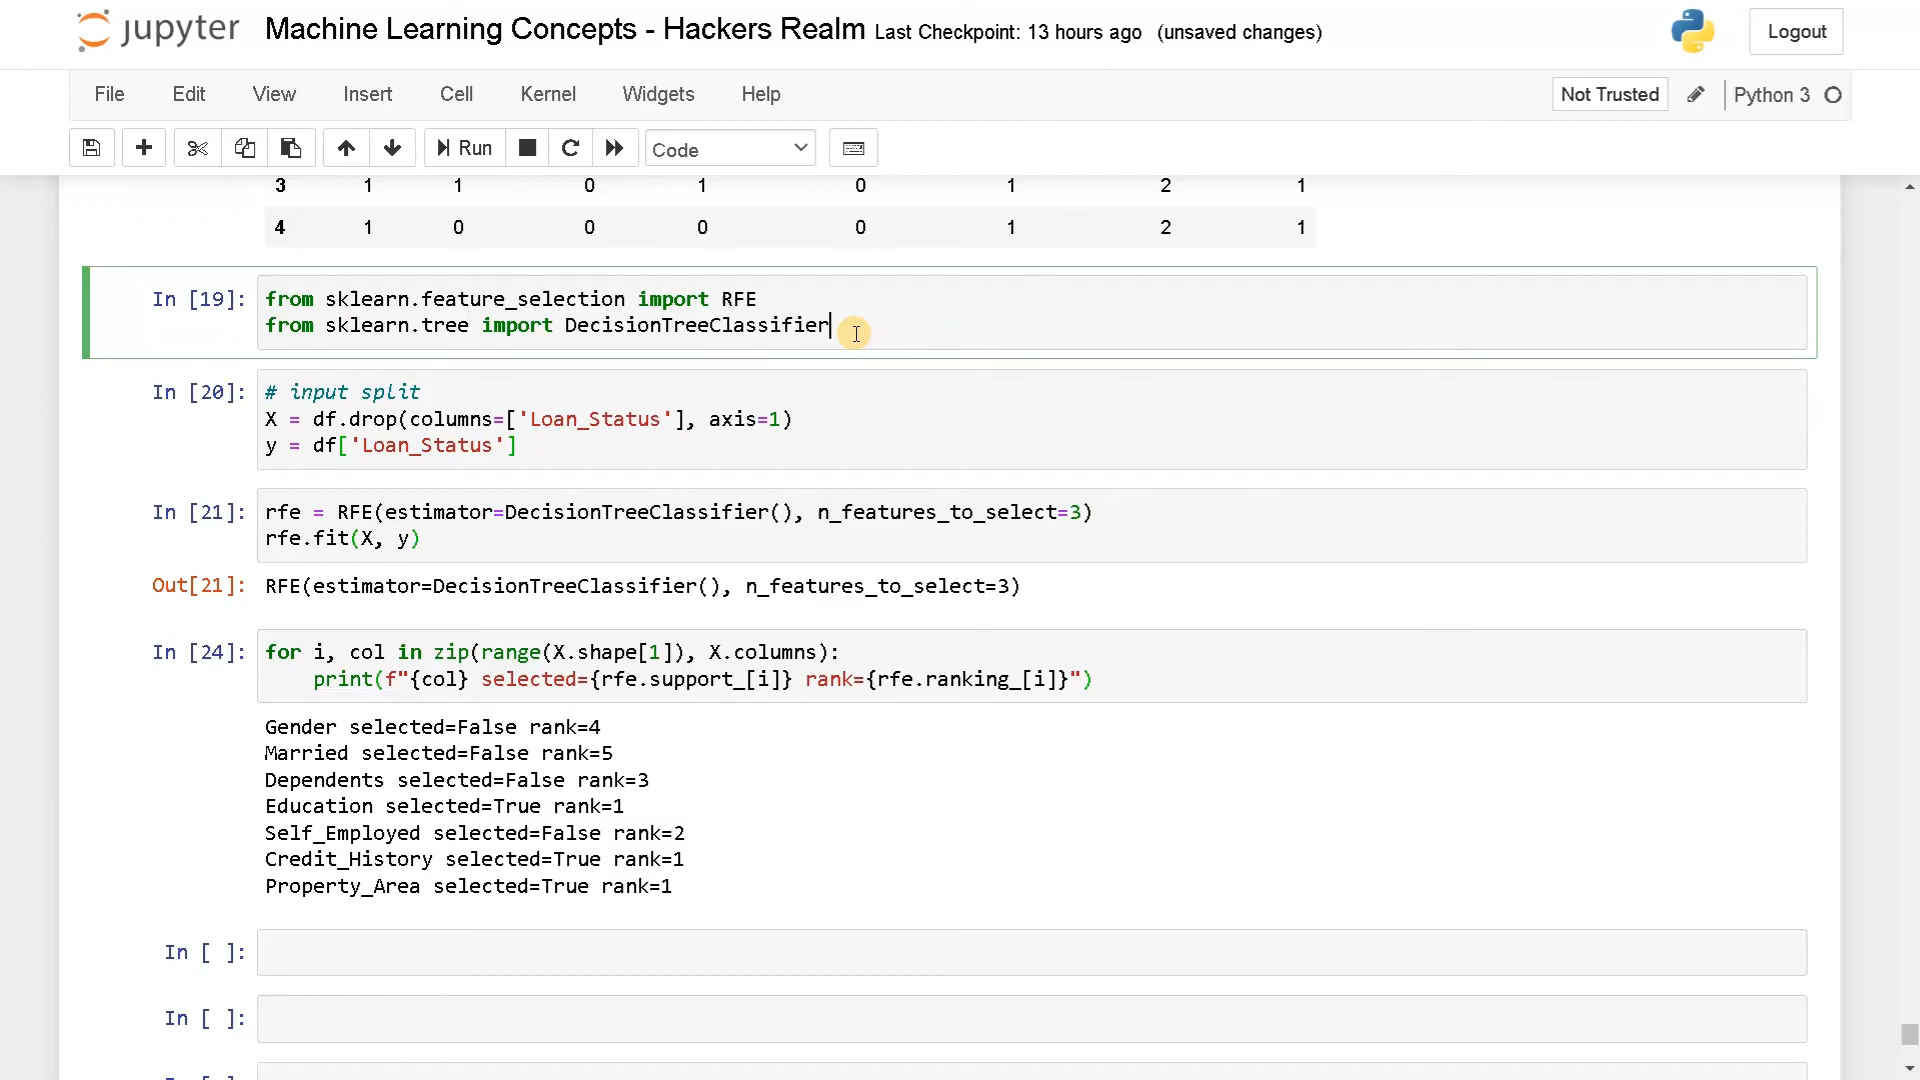 jupyter Machine Learning Concepts - Hackers Realm Last Checkpoint: 13 hours ago (unsaved changes) Logout
File Edit View Insert Cell Kernel Widgets Help Not Trusted Python 3
Run Code
3 1 1 0 1 0 1 2 1
4 1 0 0 0 0 1 2 1
In [19]: from sklearn.feature_selection import RFE
from sklearn.tree import DecisionTreeClassifier
In [20]: # input split
X = df.drop(columns=['Loan_Status'], axis=1)
y = df['Loan_Status']
In [21]: rfe = RFE(estimator=DecisionTreeClassifier(), n_features_to_select=3)
rfe.fit(X, y)
Out[21]: RFE(estimator=DecisionTreeClassifier(), n_features_to_select=3)
In [24]: for i, col in zip(range(X.shape[1]), X.columns):
    print(f"{col} selected={rfe.support_[i]} rank={rfe.ranking_[i]}")
Gender selected=False rank=4
Married selected=False rank=5
Dependents selected=False rank=3
Education selected=True rank=1
Self_Employed selected=False rank=2
Credit_History selected=True rank=1
Property_Area selected=True rank=1
In [ ]:
In [ ]: